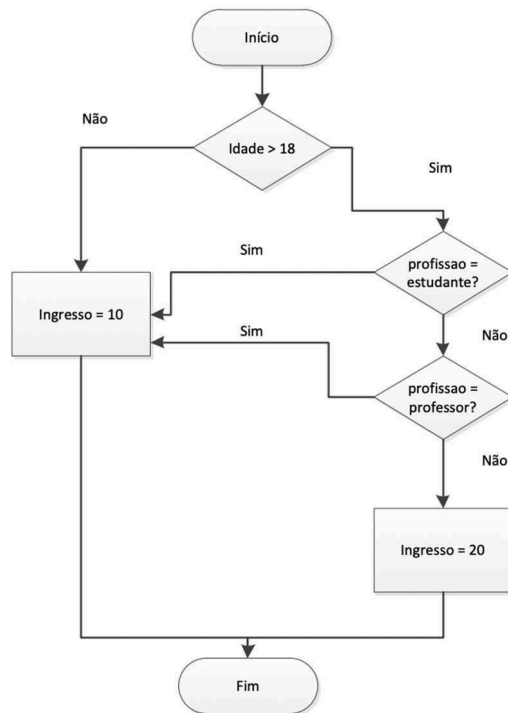 Início
Não
Idade > 18
Sim
Sim
profissao =
estudante?
Ingresso = 10
Sim
Não
profissao =
professor?
Não
Ingresso = 20
Fim